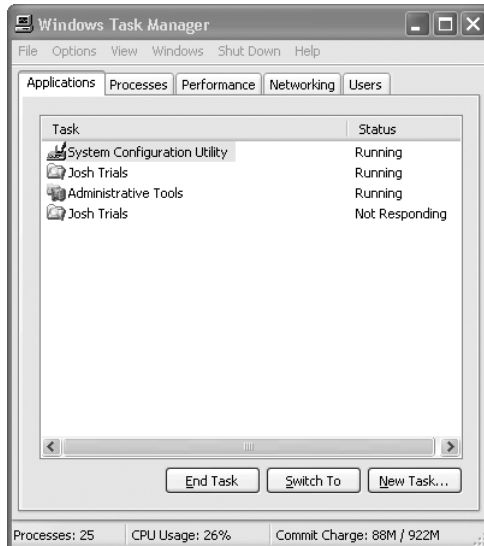 Windows Task Manager
File Options View Windows Shut Down Help
Applications Processes Performance Networking Users
Task Status
System Configuration Utility Running
Josh Trials Running
Administrative Tools Running
Josh Trials Not Responding
End Task Switch To New Task...
Processes: 25 CPU Usage: 26% Commit Charge: 88M / 922M